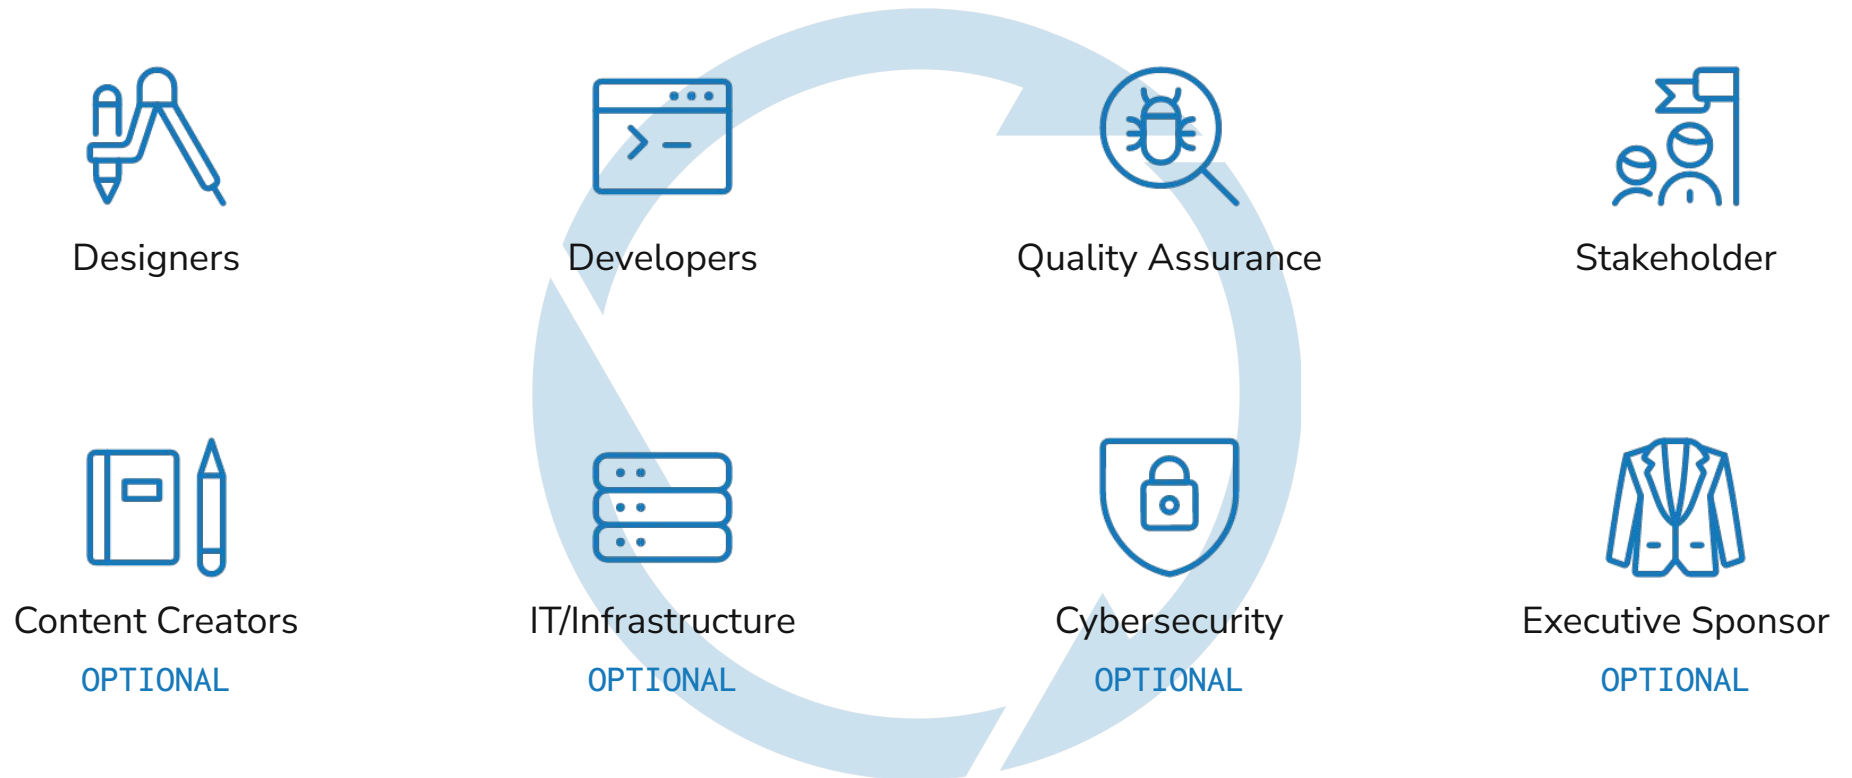 Designers
Developers
Quality Assurance
Stakeholder
Content Creators
OPTIONAL
IT/Infrastructure
OPTIONAL
Cybersecurity
OPTIONAL
Executive Sponsor
OPTIONAL